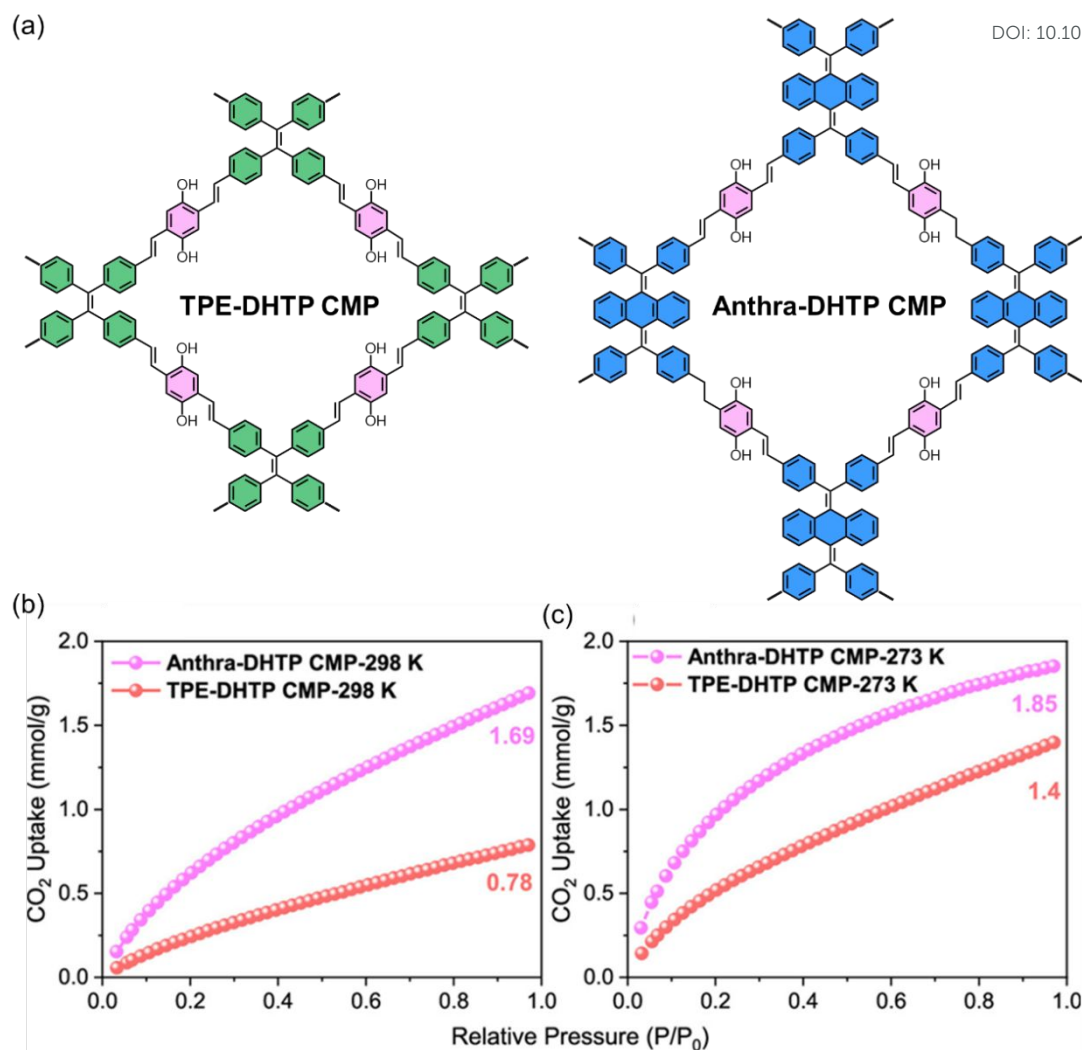 (a)
DOI: 10.10
OH
OH
OH
OH
OH
OH
OH
OH
TPE-DHTP CMP
OH
OH
OH
OH
OH
OH
OH
OH
Anthra-DHTP CMP
(b)
2.0
1.5
1.0
0.5
0.0
CO₂ Uptake (mmol/g)
Anthra-DHTP CMP-298 K
TPE-DHTP CMP-298 K
1.69
0.78
0.0 0.2 0.4 0.6 0.8 1.0
(c)
2.0
1.5
1.0
0.5
0.0
CO₂ Uptake (mmol/g)
Anthra-DHTP CMP-273 K
TPE-DHTP CMP-273 K
1.85
1.4
0.0 0.2 0.4 0.6 0.8 1.0
Relative Pressure (P/P₀)